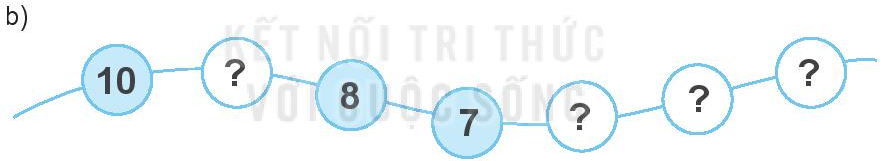 b)
KẾT NỐI TRI THỨC
VỚI CUỘC SỐNG
10 ? 8 7 ? ? ?